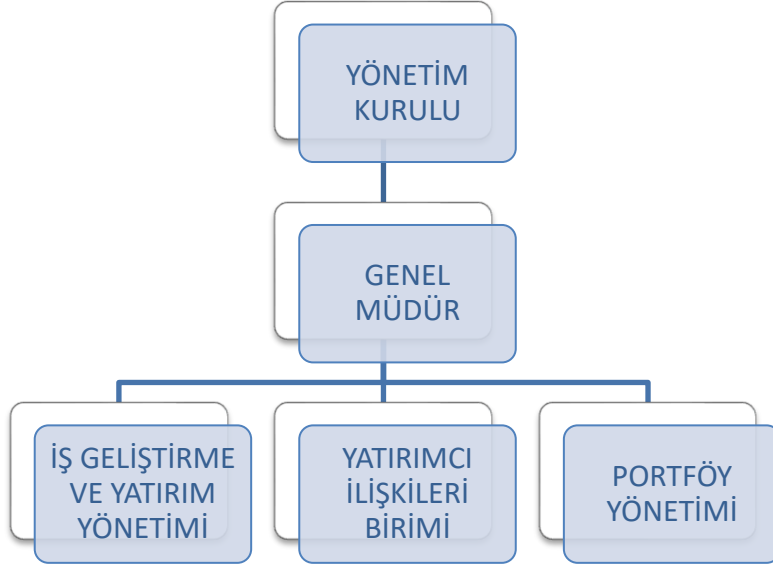 YÖNETİM
KURULU
GENEL
MÜDÜR
İŞ GELİŞTİRME
VE YATIRIM
YÖNETİMİ
YATIRIMCI
İLİŞKİLERİ
BİRİMİ
PORTFÖY
YÖNETİMİ